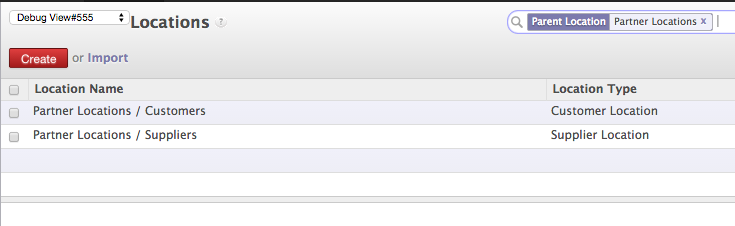 Debug View#555
Locations ?
Parent Location Partner Locations x
Create or Import
Location Name Location Type
Partner Locations / Customers Customer Location
Partner Locations / Suppliers Supplier Location